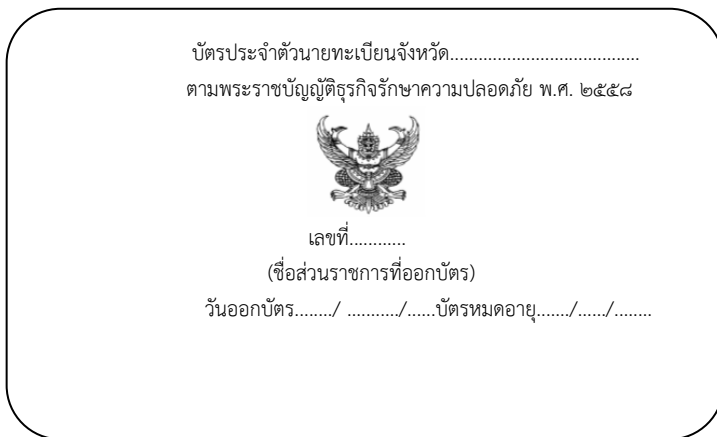 บัตรประจำตัวนายทะเบียนจังหวัด........................................
ตามพระราชบัญญัติธุรกิจรักษาความปลอดภัย พ.ศ. ๒๕๕๘
เลขที่............
(ชื่อส่วนราชการที่ออกบัตร)
วันออกบัตร......../ .........../......บัตรหมดอายุ......./....../........